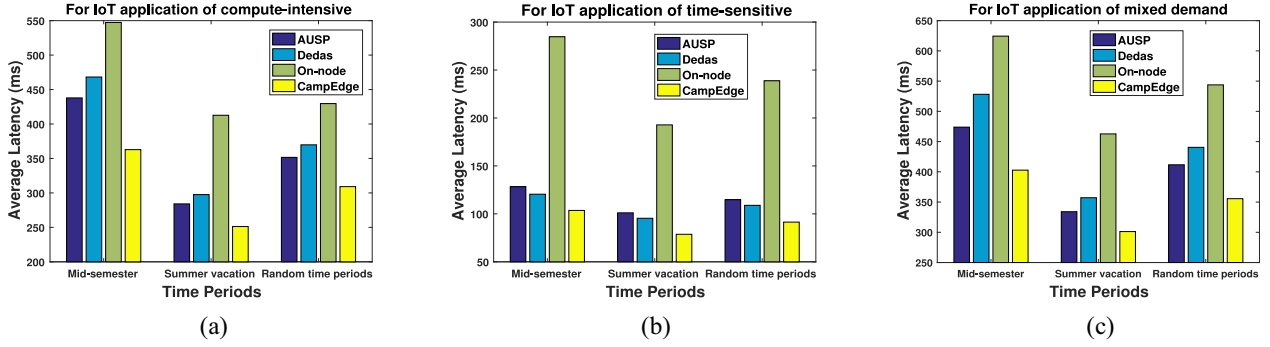 For IoT application of compute-intensive
550
500
450
400
350
300
250
200
Average Latency (ms)
AUSP
Dedas
On-node
CampEdge
Mid-semester
Summer vacation
Random time periods
Time Periods
(a)
For IoT application of time-sensitive
300
250
200
150
100
50
Average Latency (ms)
AUSP
Dedas
On-node
CampEdge
Mid-semester
Summer vacation
Random time periods
Time Periods
(b)
For IoT application of mixed demand
650
600
550
500
450
400
350
300
250
Average Latency (ms)
AUSP
Dedas
On-node
CampEdge
Mid-semester
Summer vacation
Random time periods
Time Periods
(c)